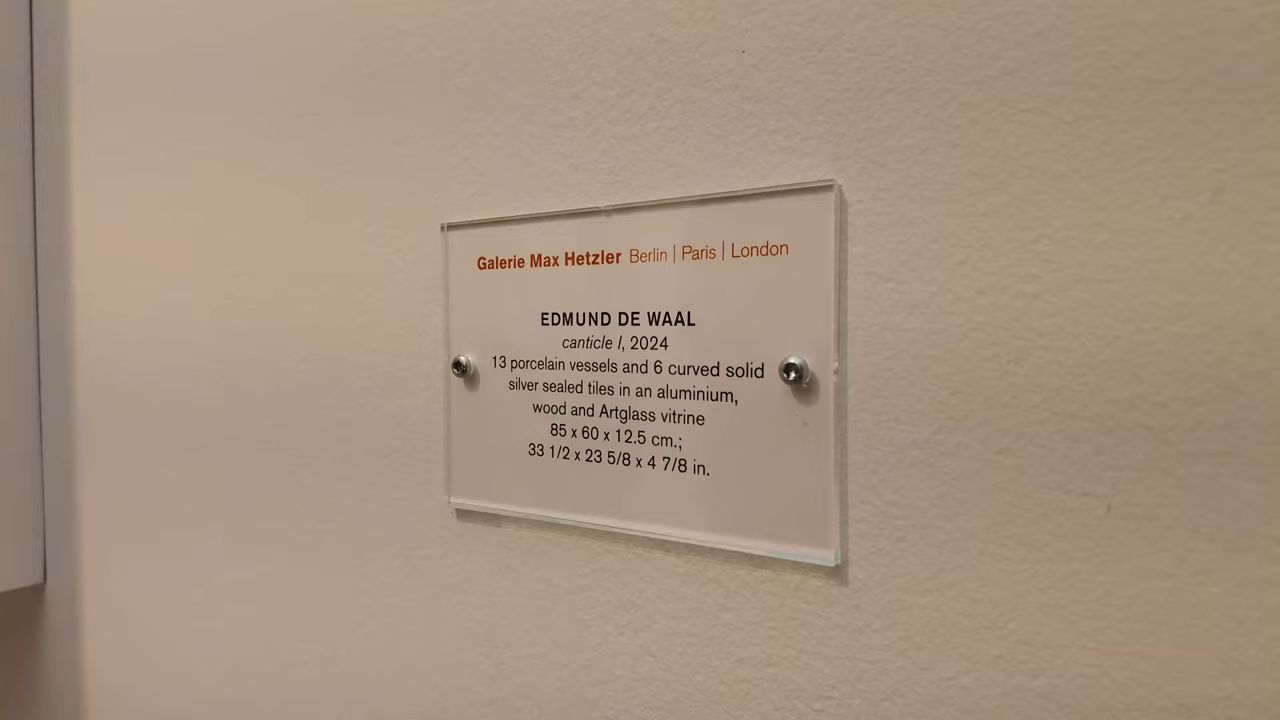 Galerie Max Hetzler Berlin | Paris | London
EDMUND DE WAAL
canticle I, 2024
13 porcelain vessels and 6 curved solid
silver sealed tiles in an aluminium,
wood and Artglass vitrine
85 x 60 x 12.5 cm.;
33 1/2 x 23 5/8 x 4 7/8 in.